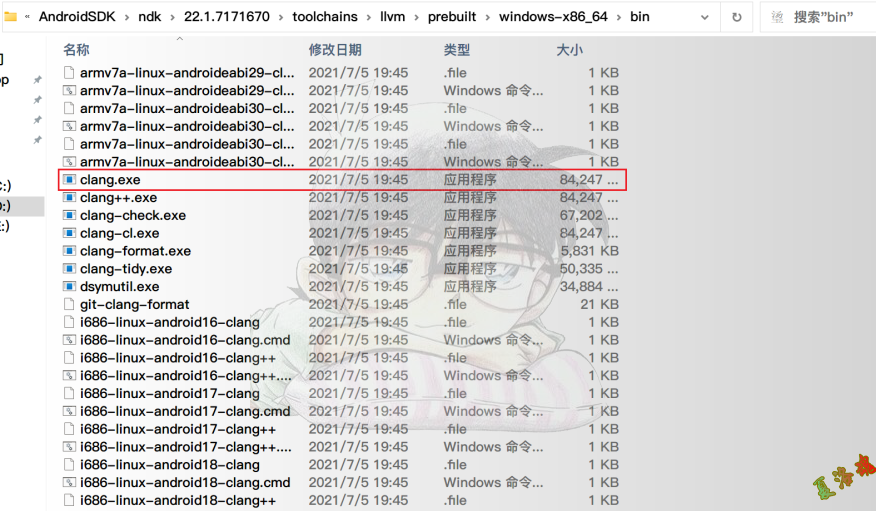 « AndroidSDK > ndk > 22.1.7171670 > toolchains > llvm > prebuilt > windows-x86_64 > bin 搜索"bin"
名称 修改日期 类型 大小
armv7a-linux-androideabi29-cl... 2021/7/5 19:45 .file 1 KB
armv7a-linux-androideabi29-cl... 2021/7/5 19:45 Windows 命令... 1 KB
armv7a-linux-androideabi30-cl... 2021/7/5 19:45 .file 1 KB
armv7a-linux-androideabi30-cl... 2021/7/5 19:45 Windows 命令... 1 KB
armv7a-linux-androideabi30-cl... 2021/7/5 19:45 .file 1 KB
armv7a-linux-androideabi30-cl... 2021/7/5 19:45 Windows 命令... 1 KB
clang.exe 2021/7/5 19:45 应用程序 84,247 ...
clang++.exe 2021/7/5 19:45 应用程序 84,247 ...
clang-check.exe 2021/7/5 19:45 应用程序 67,202 ...
clang-cl.exe 2021/7/5 19:45 应用程序 84,247 ...
clang-format.exe 2021/7/5 19:45 应用程序 5,831 KB
clang-tidy.exe 2021/7/5 19:45 应用程序 50,335 ...
dsymutil.exe 2021/7/5 19:45 应用程序 34,884 ...
git-clang-format 2021/7/5 19:45 .file 21 KB
i686-linux-android16-clang 2021/7/5 19:45 .file 1 KB
i686-linux-android16-clang.cmd 2021/7/5 19:45 Windows 命令... 1 KB
i686-linux-android16-clang++ 2021/7/5 19:45 .file 1 KB
i686-linux-android16-clang++.... 2021/7/5 19:45 Windows 命令... 1 KB
i686-linux-android17-clang 2021/7/5 19:45 .file 1 KB
i686-linux-android17-clang.cmd 2021/7/5 19:45 Windows 命令... 1 KB
i686-linux-android17-clang++ 2021/7/5 19:45 .file 1 KB
i686-linux-android17-clang++.... 2021/7/5 19:45 Windows 命令... 1 KB
i686-linux-android18-clang 2021/7/5 19:45 .file 1 KB
i686-linux-android18-clang.cmd 2021/7/5 19:45 Windows 命令... 1 KB
i686-linux-android18-clang++ 2021/7/5 19:45 .file 1 KB